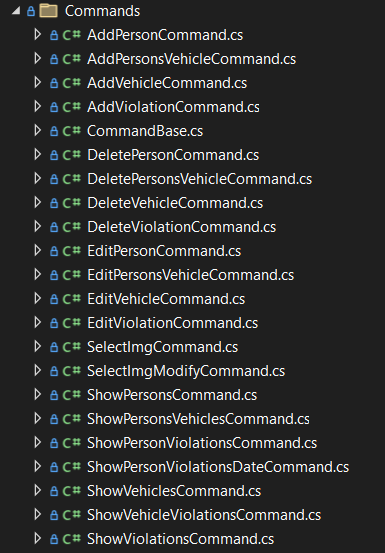 Commands
C# AddPersonCommand.cs
C# AddPersonsVehicleCommand.cs
C# AddVehicleCommand.cs
C# AddViolationCommand.cs
C# CommandBase.cs
C# DeletePersonCommand.cs
C# DeletePersonsVehicleCommand.cs
C# DeleteVehicleCommand.cs
C# DeleteViolationCommand.cs
C# EditPersonCommand.cs
C# EditPersonsVehicleCommand.cs
C# EditVehicleCommand.cs
C# EditViolationCommand.cs
C# SelectImgCommand.cs
C# SelectImgModifyCommand.cs
C# ShowPersonsCommand.cs
C# ShowPersonsVehiclesCommand.cs
C# ShowPersonViolationsCommand.cs
C# ShowPersonViolationsDateCommand.cs
C# ShowVehiclesCommand.cs
C# ShowVehicleViolationsCommand.cs
C# ShowViolationsCommand.cs